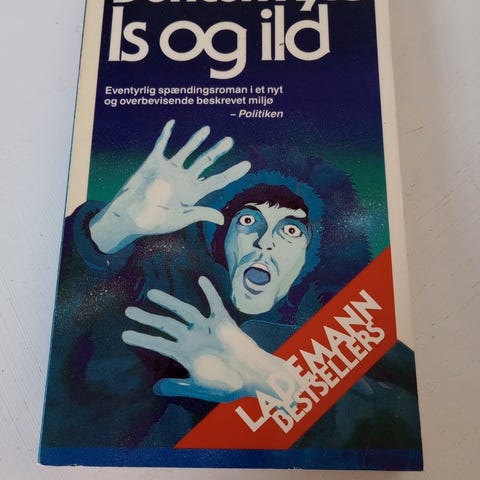 Is og ild
Eventyrlig spændingsroman i et nyt
og overbevisende beskrevet miljø
– Politiken
LADEMANN
BESTSELLERS